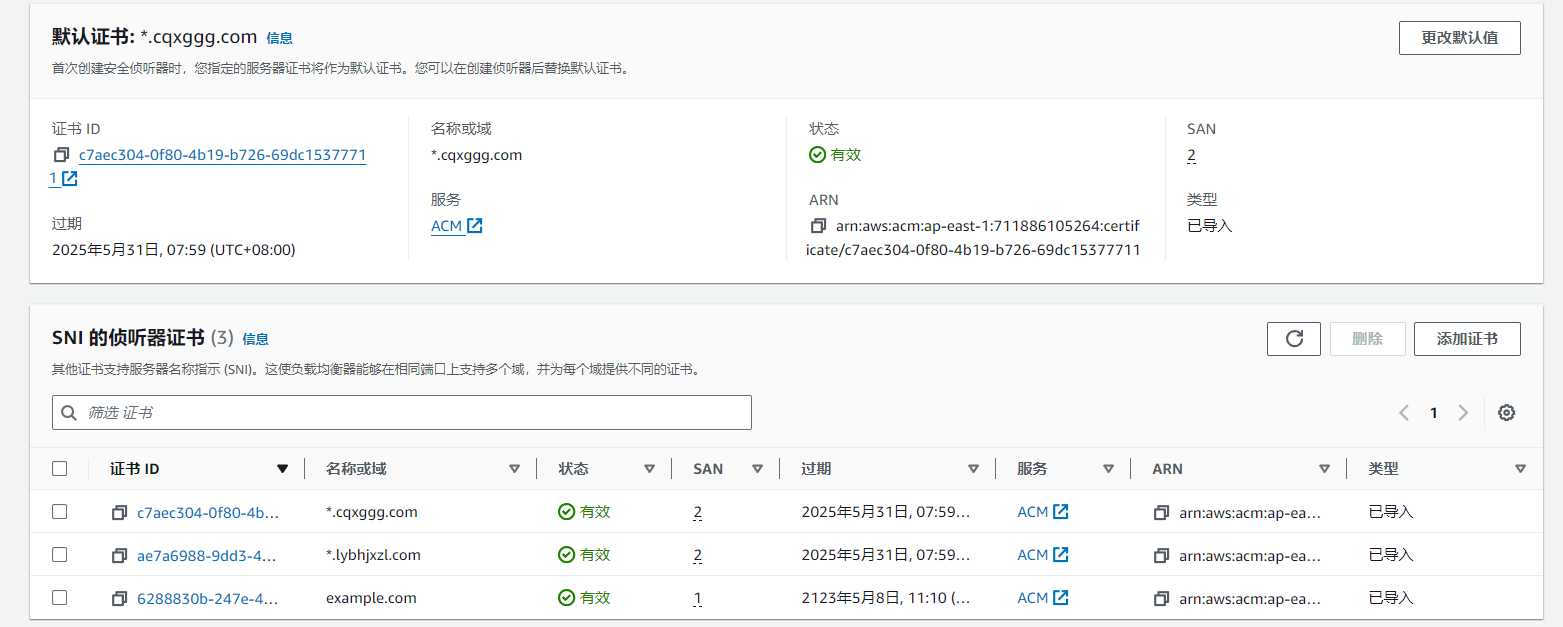 默认证书: *.cqxggg.com 信息
更改默认值
首次创建安全侦听器时，您指定的服务器证书将作为默认证书。您可以在创建侦听器后替换默认证书。
证书 ID
c7aec304-0f80-4b19-b726-69dc1537771
1
过期
2025年5月31日, 07:59 (UTC+08:00)
名称或域
*.cqxggg.com
服务
ACM
状态
有效
ARN
arn:aws:acm:ap-east-1:711886105264:certif
icate/c7aec304-0f80-4b19-b726-69dc15377711
SAN
2
类型
已导入
SNI 的侦听器证书 (3) 信息
删除
添加证书
其他证书支持服务器名称指示 (SNI)。这使负载均衡器能够在相同端口上支持多个域，并为每个域提供不同的证书。
筛选 证书
1
证书 ID 名称或域 状态 SAN 过期 服务 ARN 类型
c7aec304-0f80-4b... *.cqxggg.com 有效 2 2025年5月31日, 07:59... ACM arn:aws:acm:ap-ea... 已导入
ae7a6988-9dd3-4... *.lybhjxzl.com 有效 2 2025年5月31日, 07:59... ACM arn:aws:acm:ap-ea... 已导入
6288830b-247e-4... example.com 有效 1 2123年5月8日, 11:10 (... ACM arn:aws:acm:ap-ea... 已导入